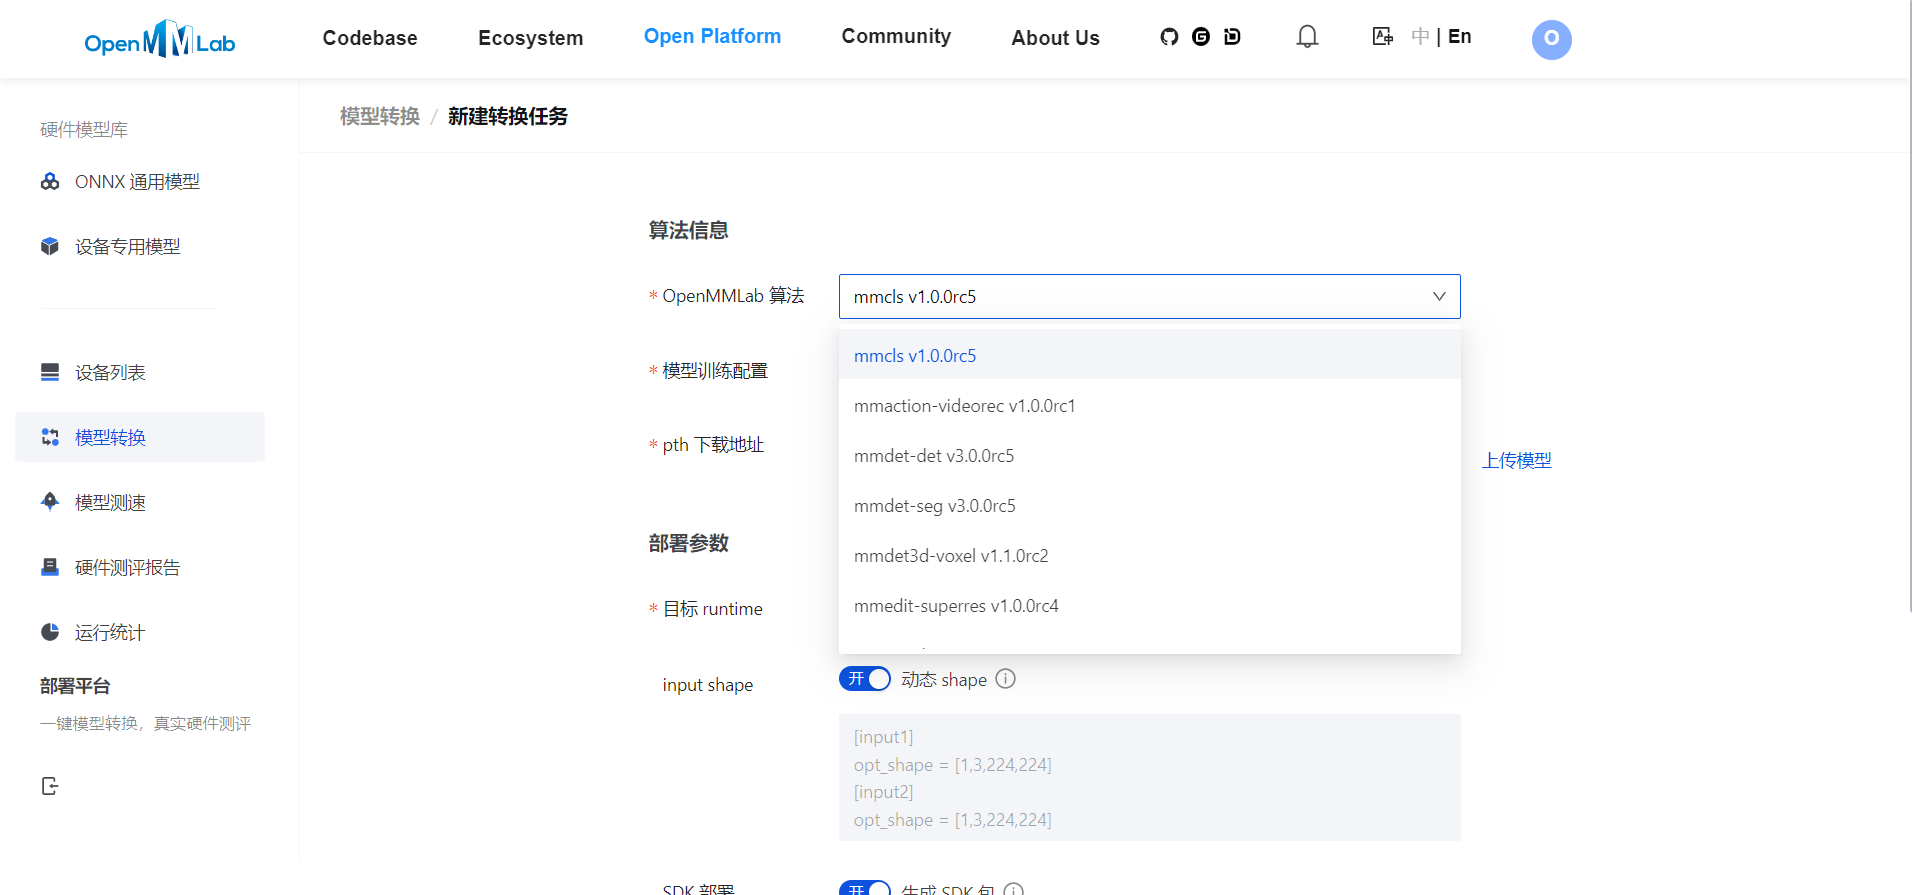 OpenMMLab
Codebase
Ecosystem
Open Platform
Community
About Us
中 | En
O
硬件模型库
ONNX 通用模型
设备专用模型
设备列表
模型转换
模型测速
硬件测评报告
运行统计
部署平台
一键模型转换，真实硬件测评
模型转换 / 新建转换任务
算法信息
* OpenMMLab 算法
mmcls v1.0.0rc5
mmcls v1.0.0rc5
* 模型训练配置
mmaction-videorec v1.0.0rc1
* pth 下载地址
mmdet-det v3.0.0rc5
上传模型
mmdet-seg v3.0.0rc5
部署参数
mmdet3d-voxel v1.1.0rc2
* 目标 runtime
mmedit-superres v1.0.0rc4
input shape
开 动态 shape
[input1]
opt_shape = [1,3,224,224]
[input2]
opt_shape = [1,3,224,224]
SDK 部署
开 生成 SDK 包